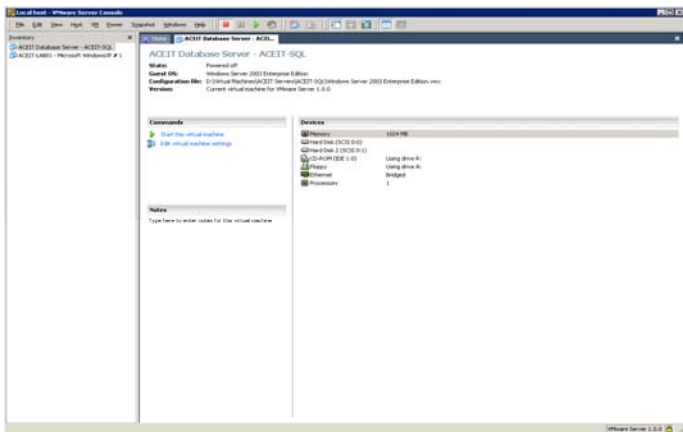 Local host - VMware Server Console
File Edit View Host VM Power Snapshot Windows Help
Inventory
ACEIT Database Server - ACEIT-SQL
ACEIT-LAB01 - Microsoft Windows XP # 1
Home ACEIT Database Server - ACEI...
ACEIT Database Server - ACEIT-SQL
State: Powered off
Guest OS: Windows Server 2003 Enterprise Edition
Configuration file: D:\Virtual Machines\ACEIT Servers\ACEIT-SQL\Windows Server 2003 Enterprise Edition.vmx
Version: Current virtual machine for VMware Server 1.0.0
Commands
Start this virtual machine
Edit virtual machine settings
Devices
Memory 1024 MB
Hard Disk (SCSI 0:0)
Hard Disk 2 (SCSI 0:1)
CD-ROM (IDE 1:0) Using drive R:
Floppy Using drive A:
Ethernet Bridged
Processors 1
Notes
Type here to enter notes for this virtual machine
VMware Server 1.0.0